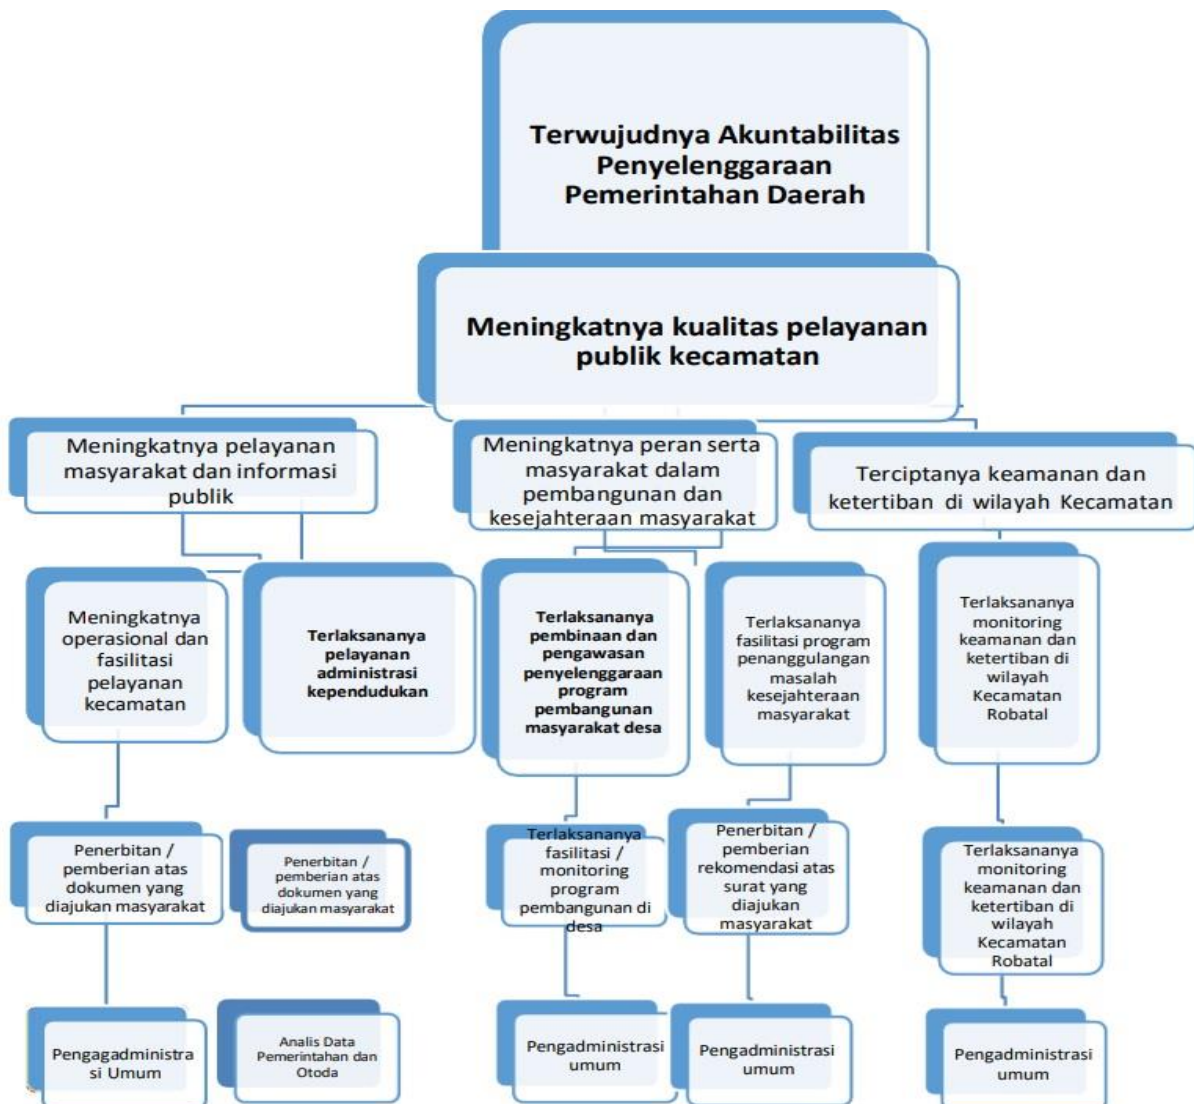 Terwujudnya Akuntabilitas
Penyelenggaraan
Pemerintahan Daerah
Meningkatnya kualitas pelayanan
publik kecamatan
Meningkatnya pelayanan
masyarakat dan informasi
publik
Meningkatnya peran serta
masyarakat dalam
pembangunan dan
kesejahteraan masyarakat
Terciptanya keamanan dan
ketertiban di wilayah Kecamatan
Meningkatnya
operasional dan
fasilitasi
pelayanan
kecamatan
Terlaksananya
pelayanan
administrasi
kependudukan
Terlaksananya
pembinaan dan
pengawasan
penyelenggaraan
program
pembangunan
masyarakat desa
Terlaksananya
fasilitasi program
penanggulangan
masalah
kesejahteraan
masyarakat
Terlaksananya
monitoring
keamanan dan
ketertiban di
wilayah
Kecamatan
Robatal
Penerbitan /
pemberian atas
dokumen yang
diajukan masyarakat
Penerbitan /
pemberian atas
dokumen yang
diajukan masyarakat
Terlaksananya
fasilitasi /
monitoring
program
pembangunan di
desa
Penerbitan /
pemberian
rekomendasi atas
surat yang
diajukan
masyarakat
Terlaksananya
monitoring
keamanan dan
ketertiban di
wilayah
Kecamatan
Robatal
Pengagadministra
si Umum
Analis Data
Pemerintahan dan
Otoda
Pengadministrasi
umum
Pengadministrasi
umum
Pengadministrasi
umum